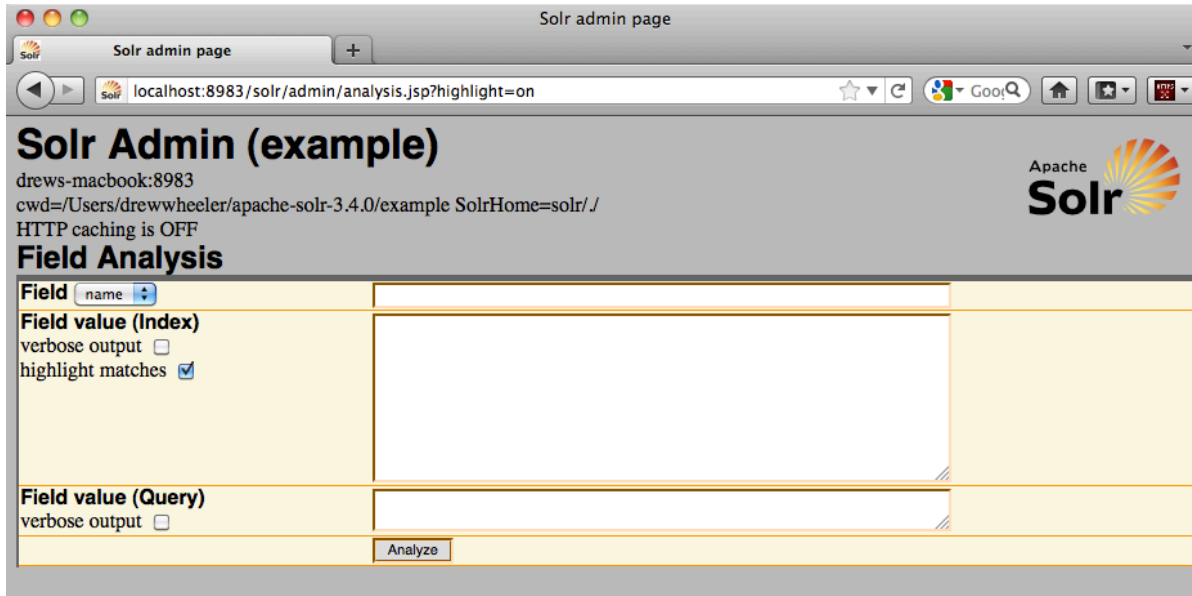 Solr admin page
Solr
Solr admin page
+
Solr
localhost:8983/solr/admin/analysis.jsp?highlight=on
Goo
Solr Admin (example)
Apache
Solr
drews-macbook:8983
cwd=/Users/drewwheeler/apache-solr-3.4.0/example SolrHome=solr/./
HTTP caching is OFF
Field Analysis
Field name
Field value (Index)
verbose output
highlight matches
Field value (Query)
verbose output
Analyze